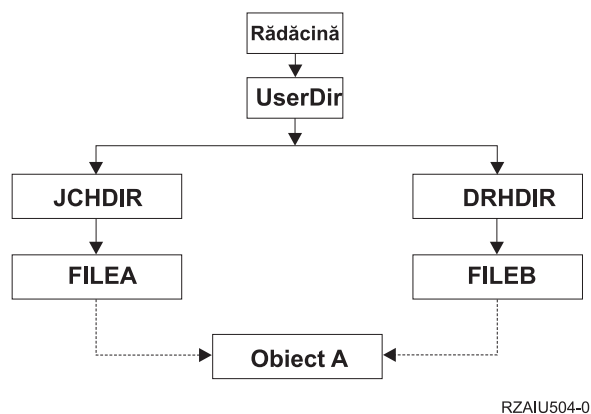 Rădăcină
UserDir
JCHDIR DRHDIR
FILEA FILEB
Obiect A
RZAIU504-0